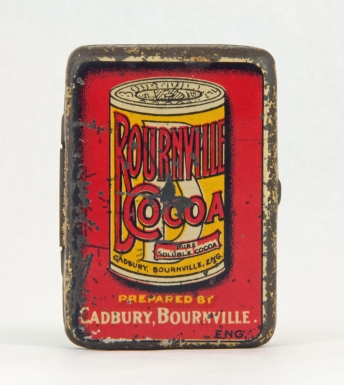 BOURNVILLE
COCOA
PURE
SOLUBLE COCOA
CADBURY, BOURNVILLE, ENG.
PREPARED BY
CADBURY, BOURNVILLE.
ENG.